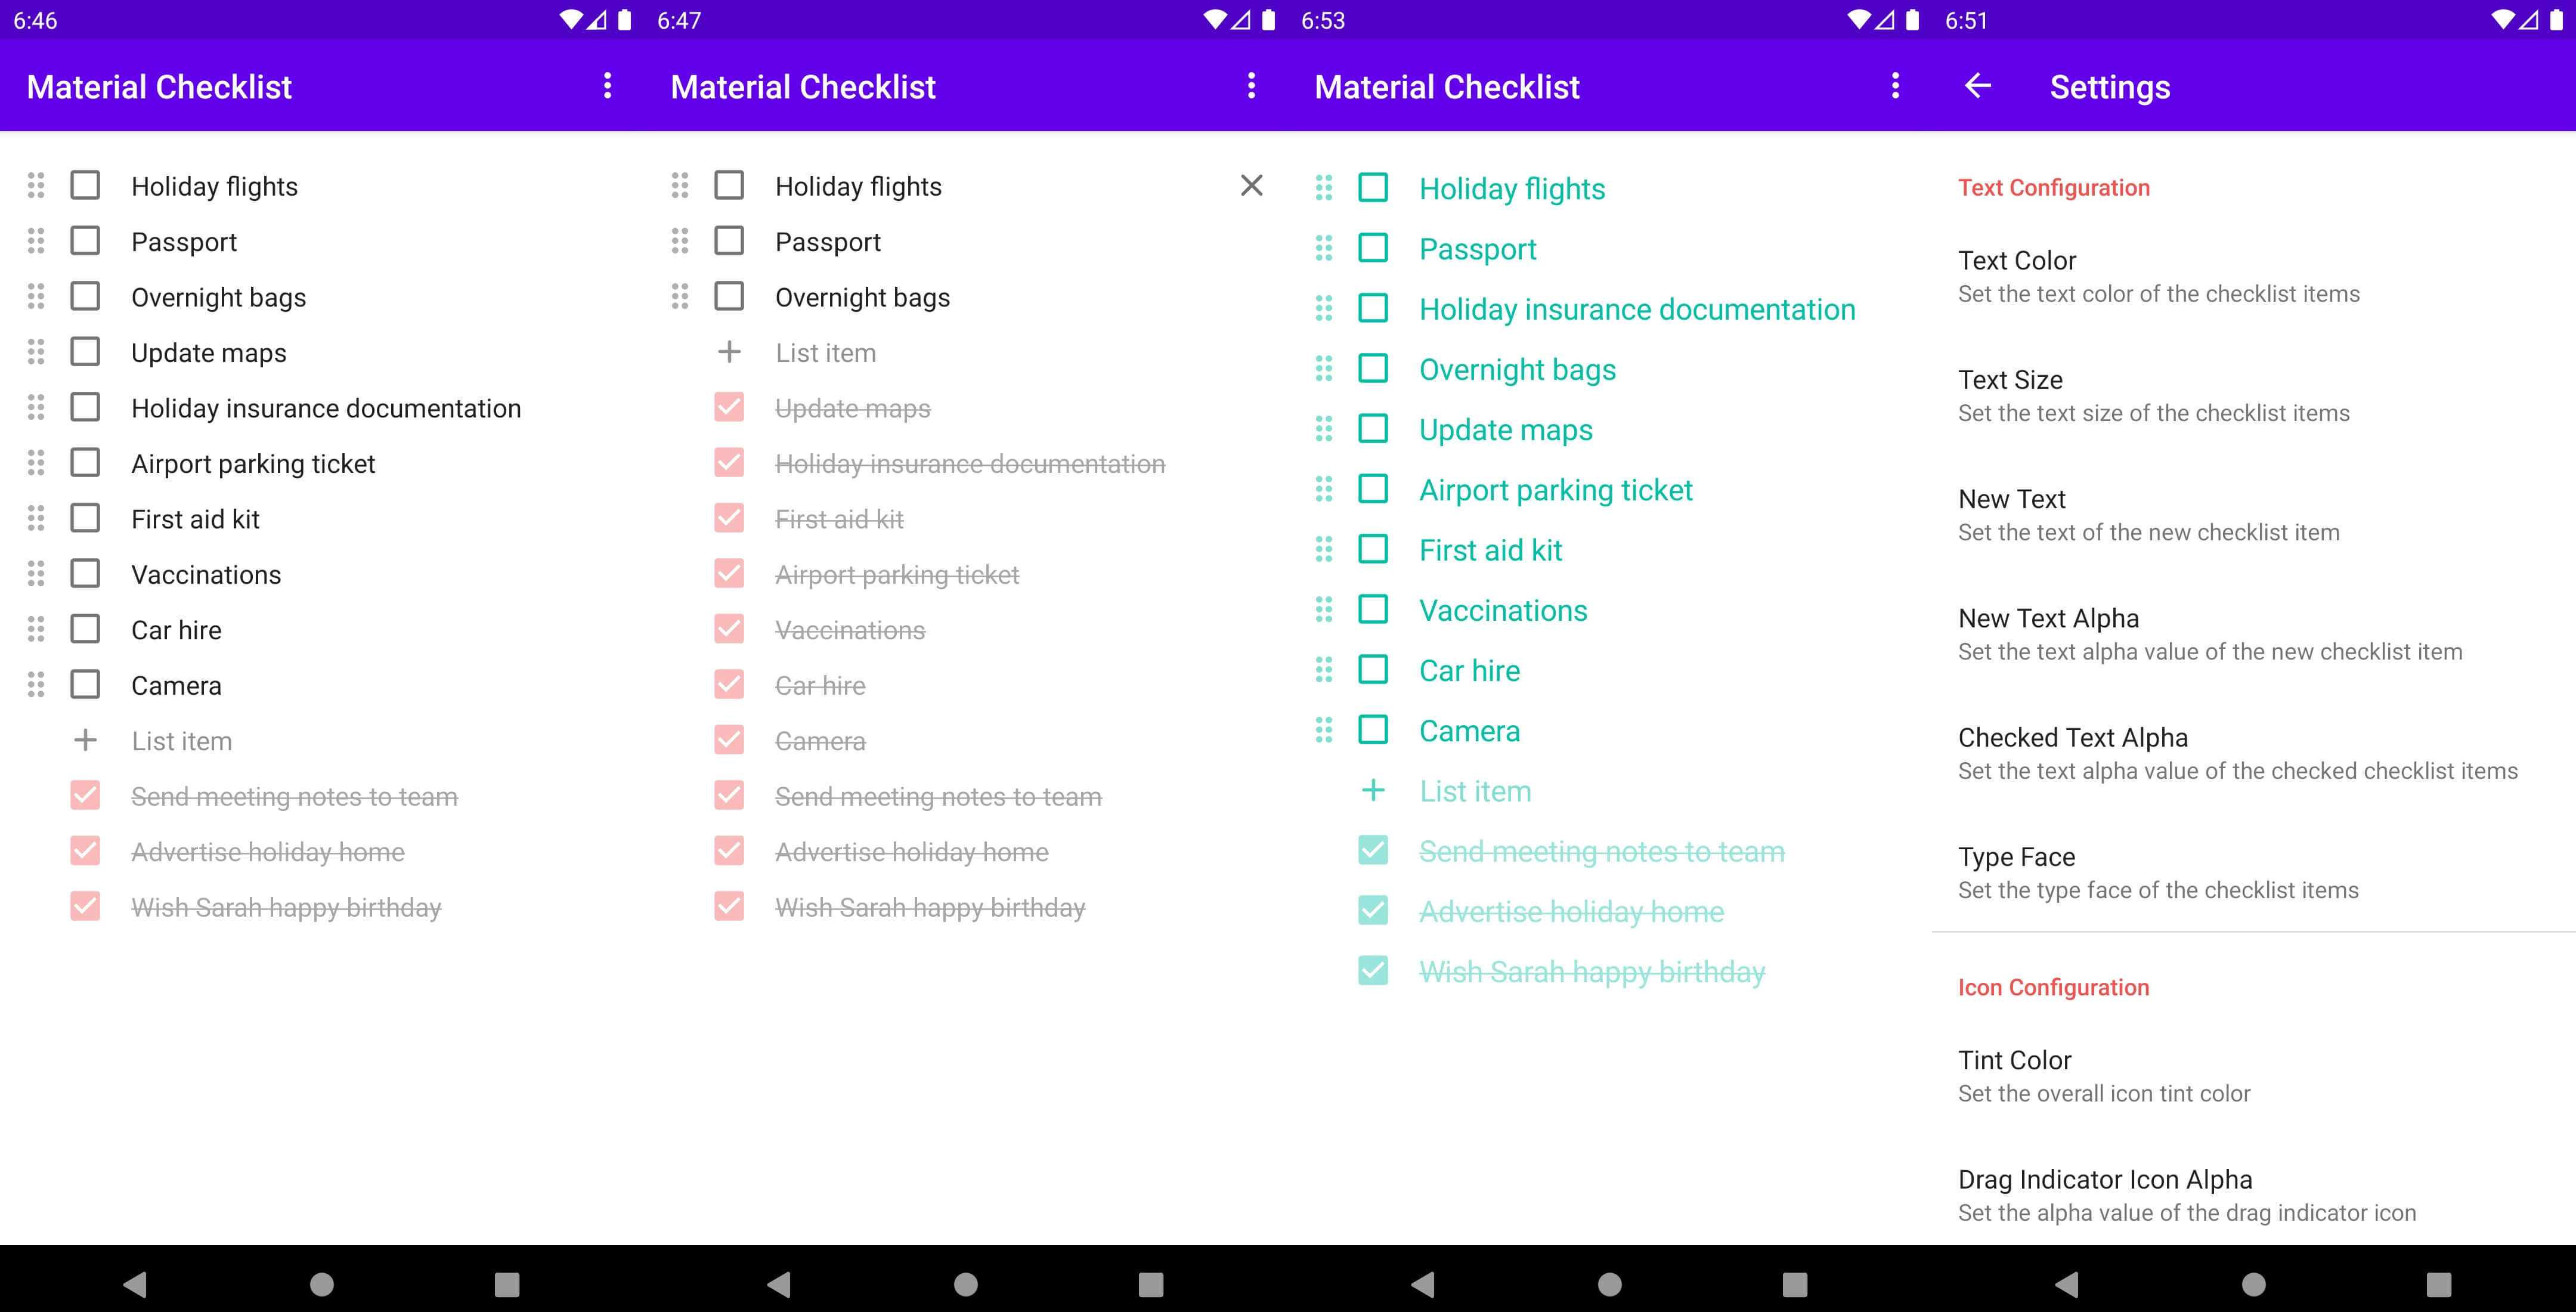 6:46
Material Checklist
Holiday flights
Passport
Overnight bags
Update maps
Holiday insurance documentation
Airport parking ticket
First aid kit
Vaccinations
Car hire
Camera
List item
Send meeting notes to team
Advertise holiday home
Wish Sarah happy birthday
6:47
Material Checklist
Holiday flights
Passport
Overnight bags
List item
Update maps
Holiday insurance documentation
First aid kit
Airport parking ticket
Vaccinations
Car hire
Camera
Send meeting notes to team
Advertise holiday home
Wish Sarah happy birthday
6:53
Material Checklist
Holiday flights
Passport
Holiday insurance documentation
Overnight bags
Update maps
Airport parking ticket
First aid kit
Vaccinations
Car hire
Camera
List item
Send meeting notes to team
Advertise holiday home
Wish Sarah happy birthday
6:51
Settings
Text Configuration
Text Color
Set the text color of the checklist items
Text Size
Set the text size of the checklist items
New Text
Set the text of the new checklist item
New Text Alpha
Set the text alpha value of the new checklist item
Checked Text Alpha
Set the text alpha value of the checked checklist items
Type Face
Set the type face of the checklist items
Icon Configuration
Tint Color
Set the overall icon tint color
Drag Indicator Icon Alpha
Set the alpha value of the drag indicator icon